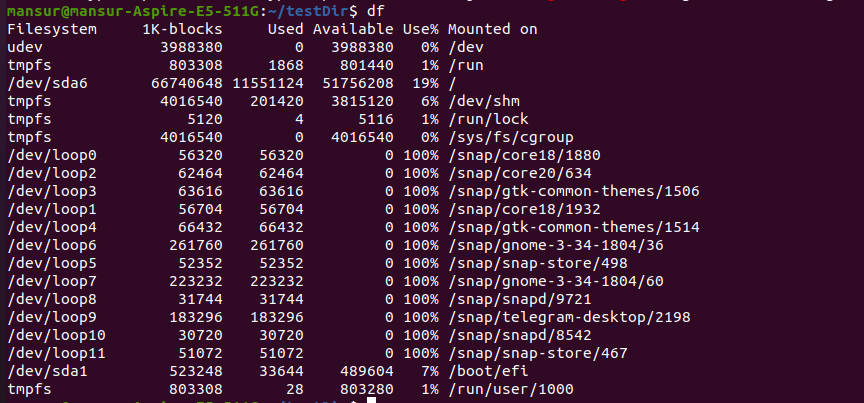 mansur@mansur-Aspire-E5-511G:~/testDir$ df
Filesystem     1K-blocks     Used Available Use% Mounted on
udev             3988380        0   3988380   0% /dev
tmpfs             803308     1868    801440   1% /run
/dev/sda6       66740648 11551124  51756208  19% /
tmpfs            4016540   201420   3815120   6% /dev/shm
tmpfs               5120        4      5116   1% /run/lock
tmpfs            4016540        0   4016540   0% /sys/fs/cgroup
/dev/loop0         56320    56320         0 100% /snap/core18/1880
/dev/loop2         62464    62464         0 100% /snap/core20/634
/dev/loop3         63616    63616         0 100% /snap/gtk-common-themes/1506
/dev/loop1         56704    56704         0 100% /snap/core18/1932
/dev/loop4         66432    66432         0 100% /snap/gtk-common-themes/1514
/dev/loop6        261760   261760         0 100% /snap/gnome-3-34-1804/36
/dev/loop5         52352    52352         0 100% /snap/snap-store/498
/dev/loop7        223232   223232         0 100% /snap/gnome-3-34-1804/60
/dev/loop8         31744    31744         0 100% /snap/snapd/9721
/dev/loop9        183296   183296         0 100% /snap/telegram-desktop/2198
/dev/loop10        30720    30720         0 100% /snap/snapd/8542
/dev/loop11        51072    51072         0 100% /snap/snap-store/467
/dev/sda1         523248    33644    489604   7% /boot/efi
tmpfs             803308       28    803280   1% /run/user/1000